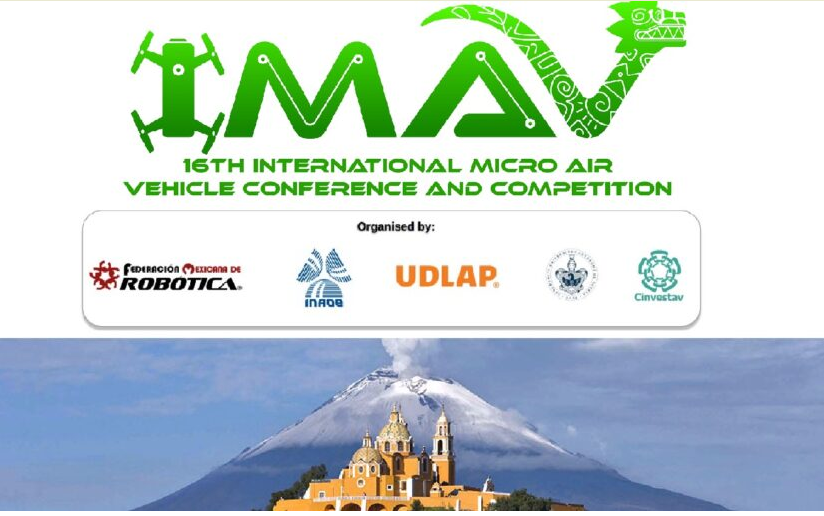 IMAV
16TH INTERNATIONAL MICRO AIR
VEHICLE CONFERENCE AND COMPETITION
Organised by:
FEDERACIÓN MEXICANA DE
ROBOTICA®
INAOE
UDLAP®
Cinvestav